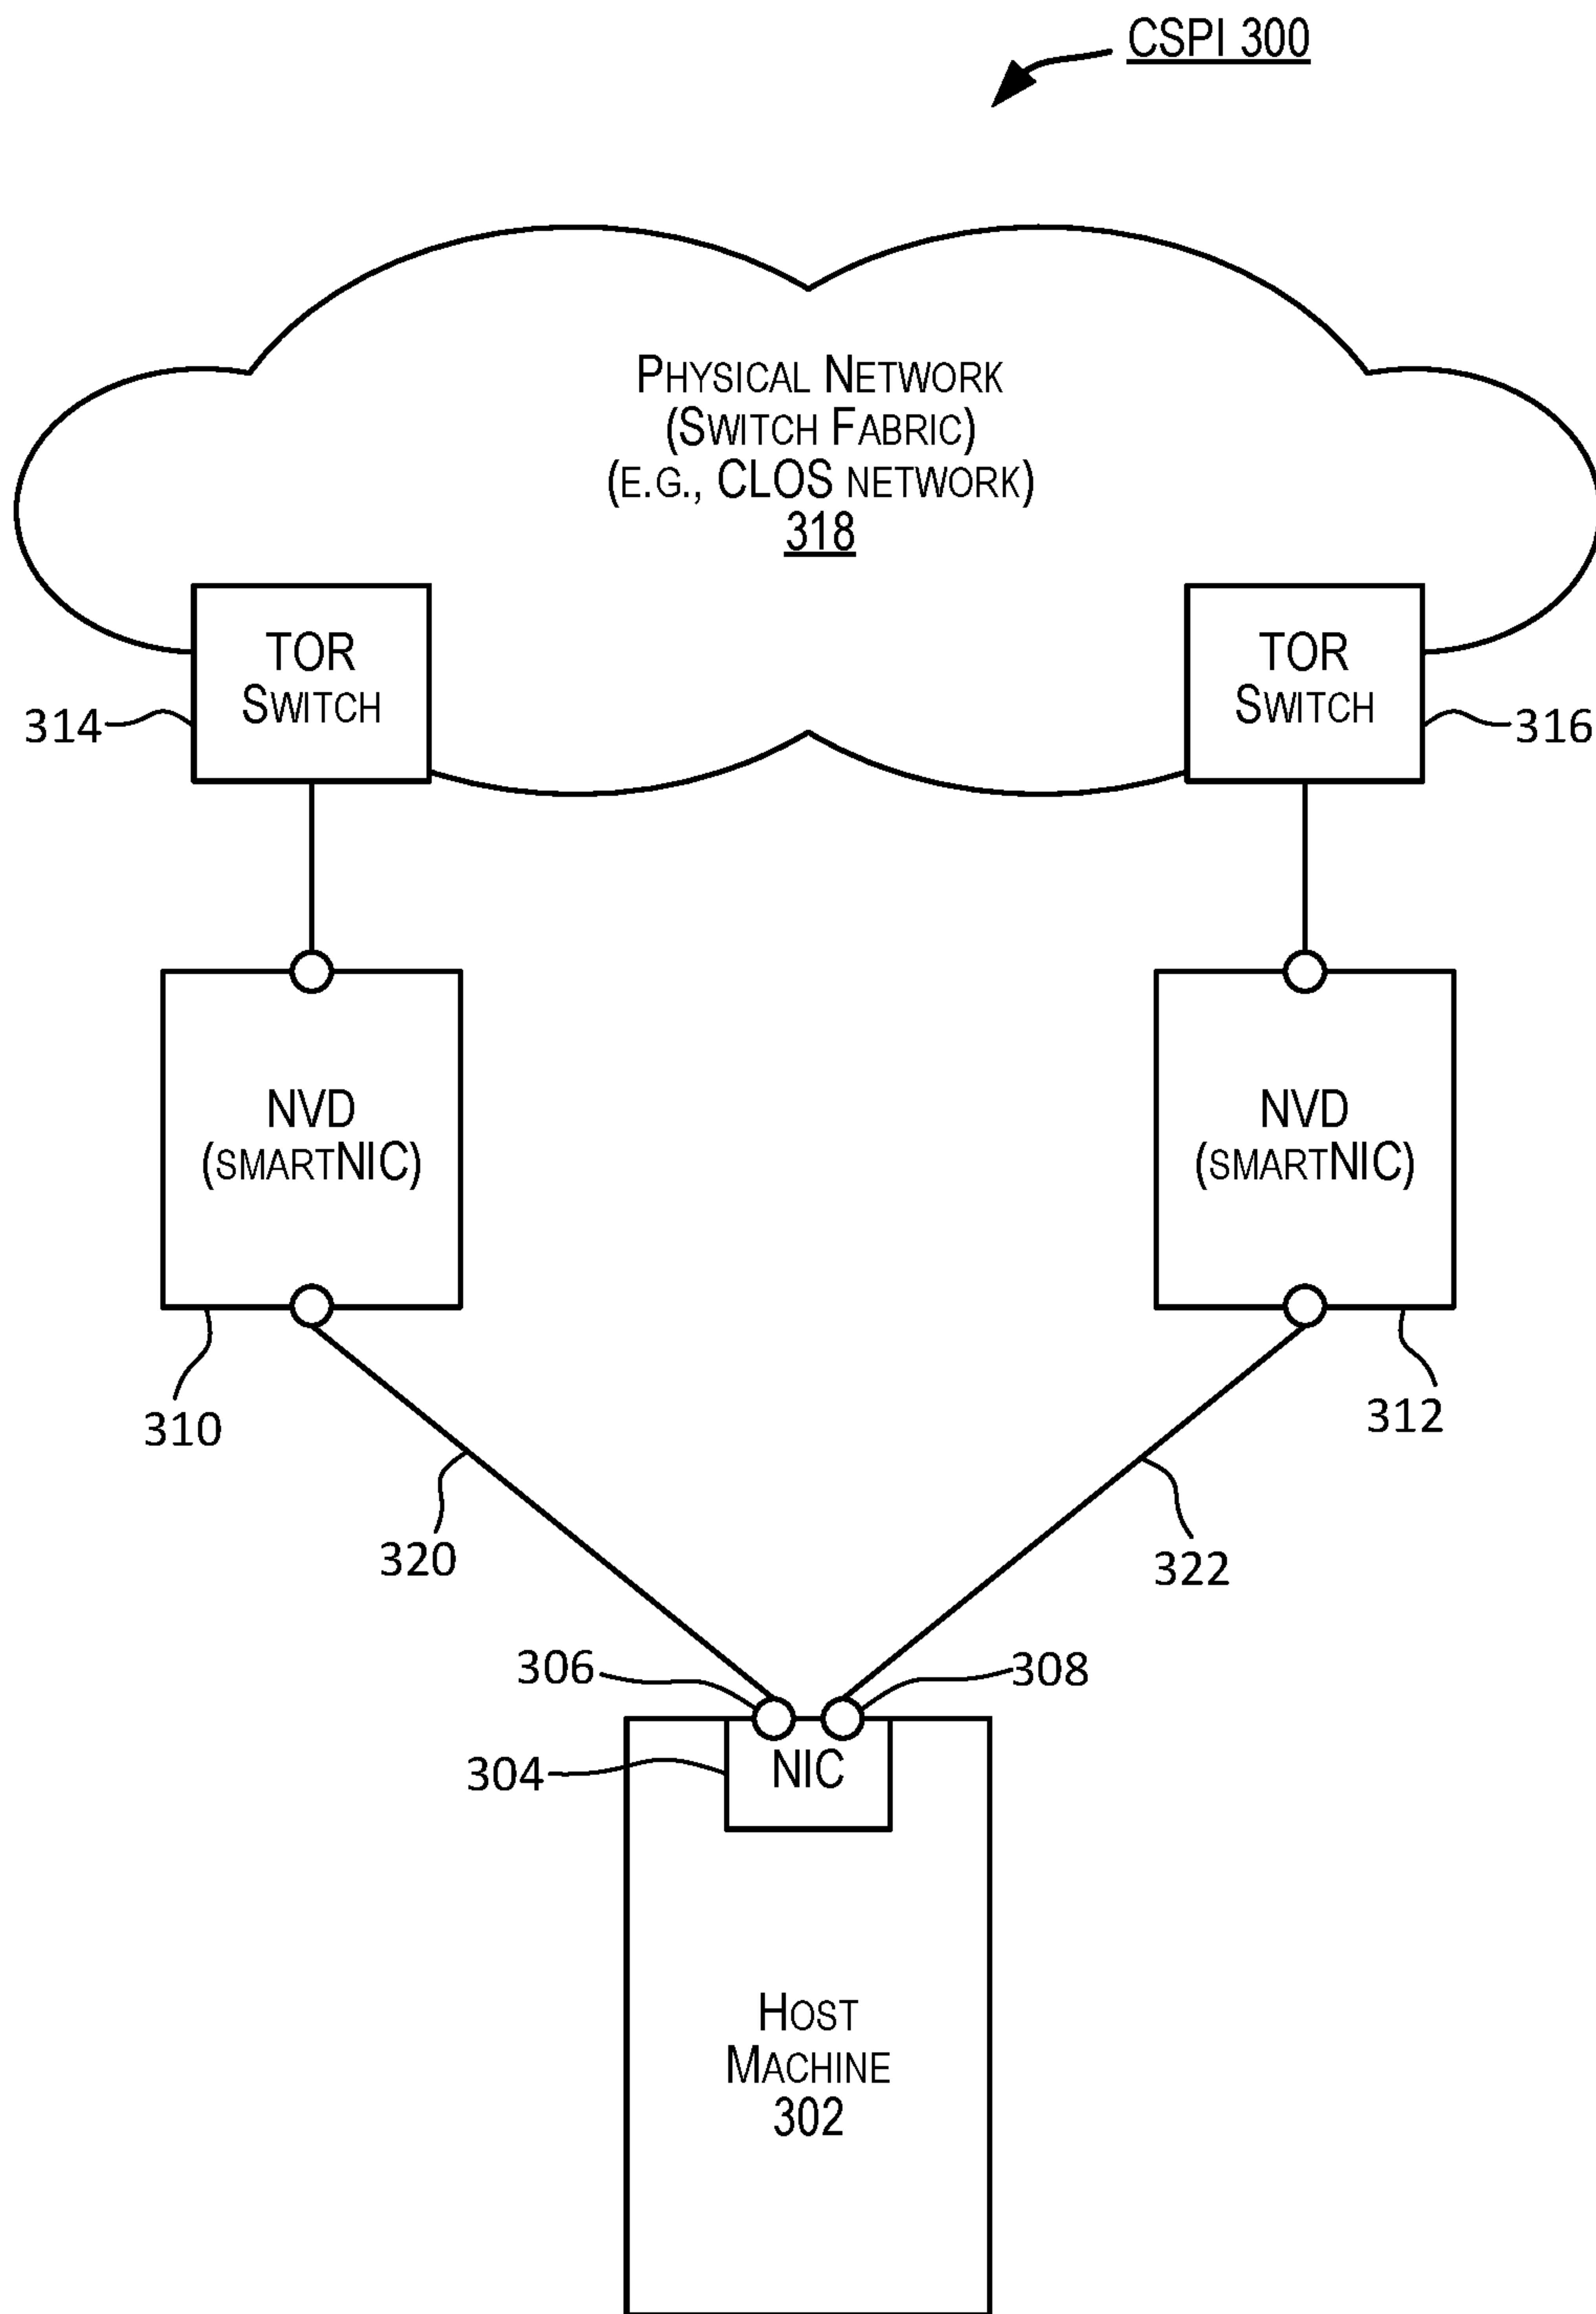 CSPI 300
PHYSICAL NETWORK
(SWITCH FABRIC)
(E.G., CLOS NETWORK)
318
TOR
SWITCH
314
TOR
SWITCH
316
NVD
(SMARTNIC)
310
NVD
(SMARTNIC)
312
320
322
306
308
304
NIC
HOST
MACHINE
302